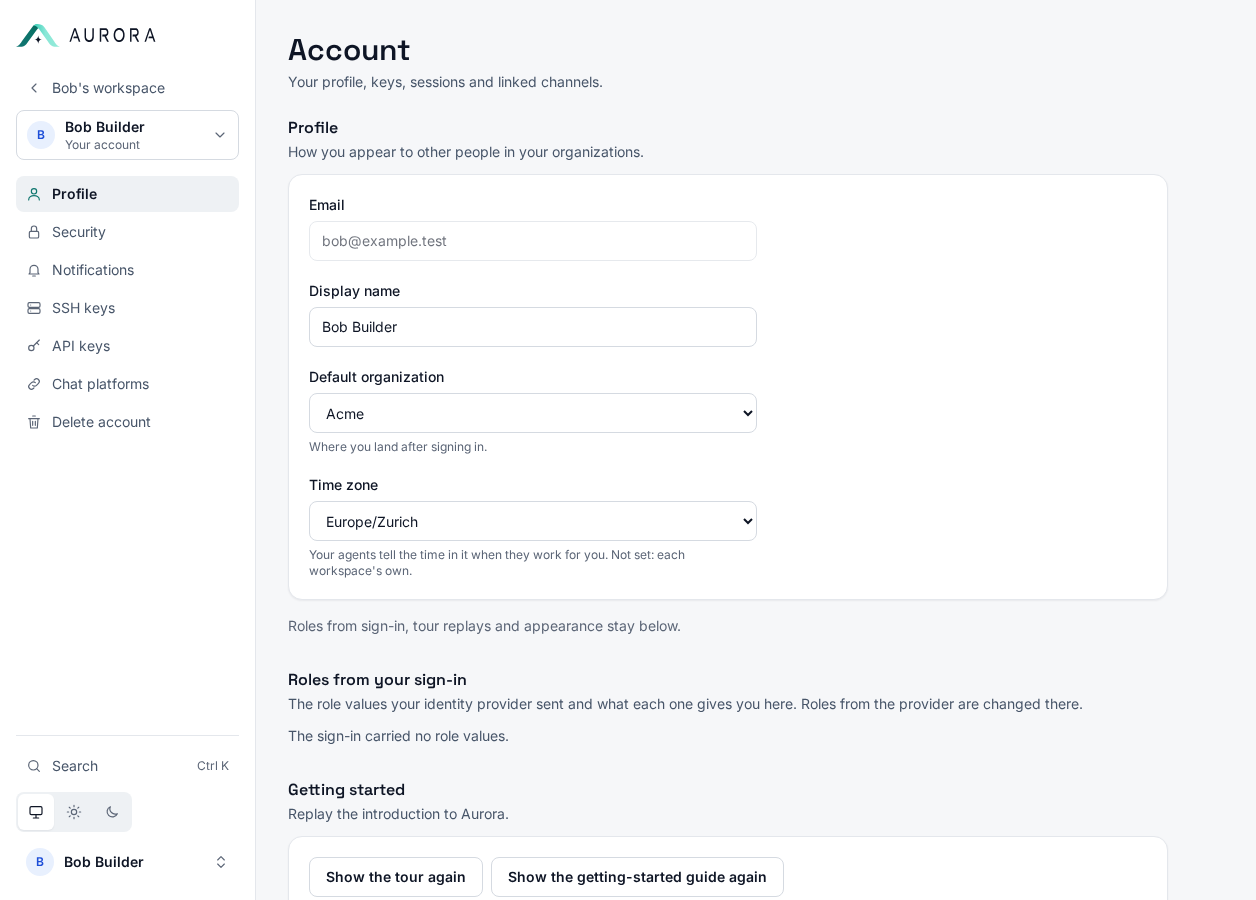 AURORA
Bob's workspace
B
Bob Builder
Your account
Profile
Security
Notifications
SSH keys
API keys
Chat platforms
Delete account
Search
Ctrl K
B
Bob Builder
Account
Your profile, keys, sessions and linked channels.
Profile
How you appear to other people in your organizations.
Email
bob@example.test
Display name
Bob Builder
Default organization
Acme
Where you land after signing in.
Time zone
Europe/Zurich
Your agents tell the time in it when they work for you. Not set: each
workspace's own.
Roles from sign-in, tour replays and appearance stay below.
Roles from your sign-in
The role values your identity provider sent and what each one gives you here. Roles from the provider are changed there.
The sign-in carried no role values.
Getting started
Replay the introduction to Aurora.
Show the tour again
Show the getting-started guide again